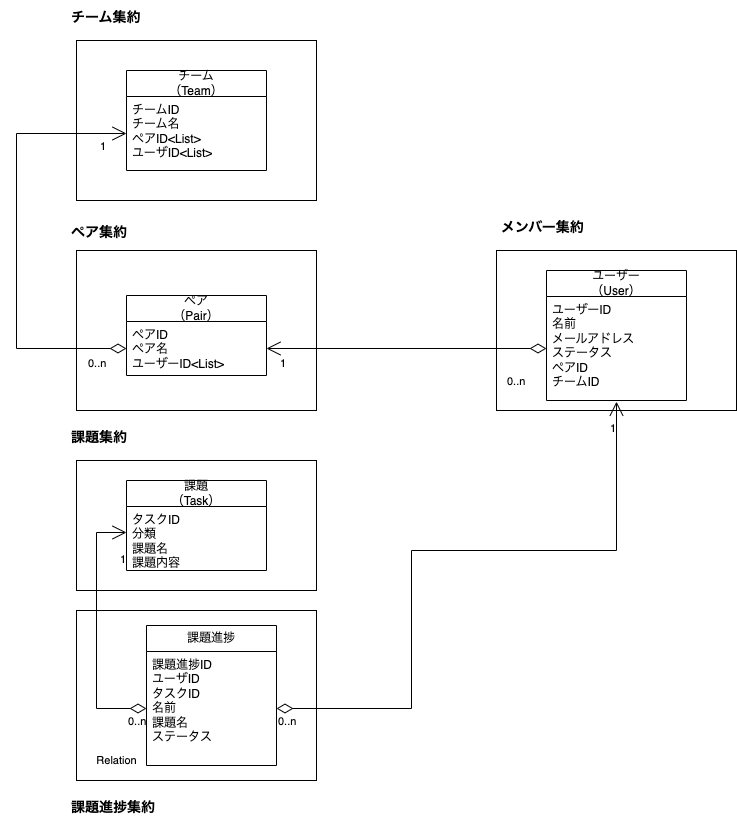 チーム集約
チーム
(Team)
チームID
チーム名
ペアID<List>
ユーザID<List>
1
ペア集約
ペア
(Pair)
ペアID
ペア名
ユーザーID<List>
0..n
1
メンバー集約
ユーザー
(User)
ユーザーID
名前
メールアドレス
ステータス
ペアID
チームID
0..n
1
課題集約
課題
(Task)
タスクID
分類
課題名
課題内容
1
課題進捗
課題進捗ID
ユーザID
タスクID
名前
課題名
ステータス
0..n
0..n
Relation
課題進捗集約